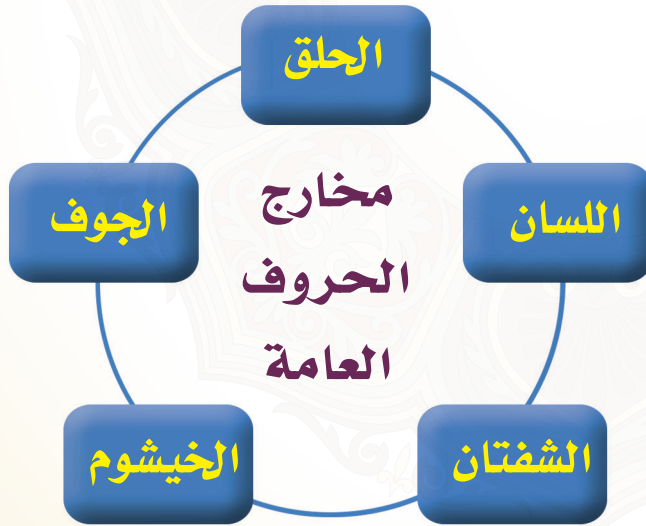 الحلق
اللسان
الشفتان
الخيشوم
الجوف
مخارج
الحروف
العامة